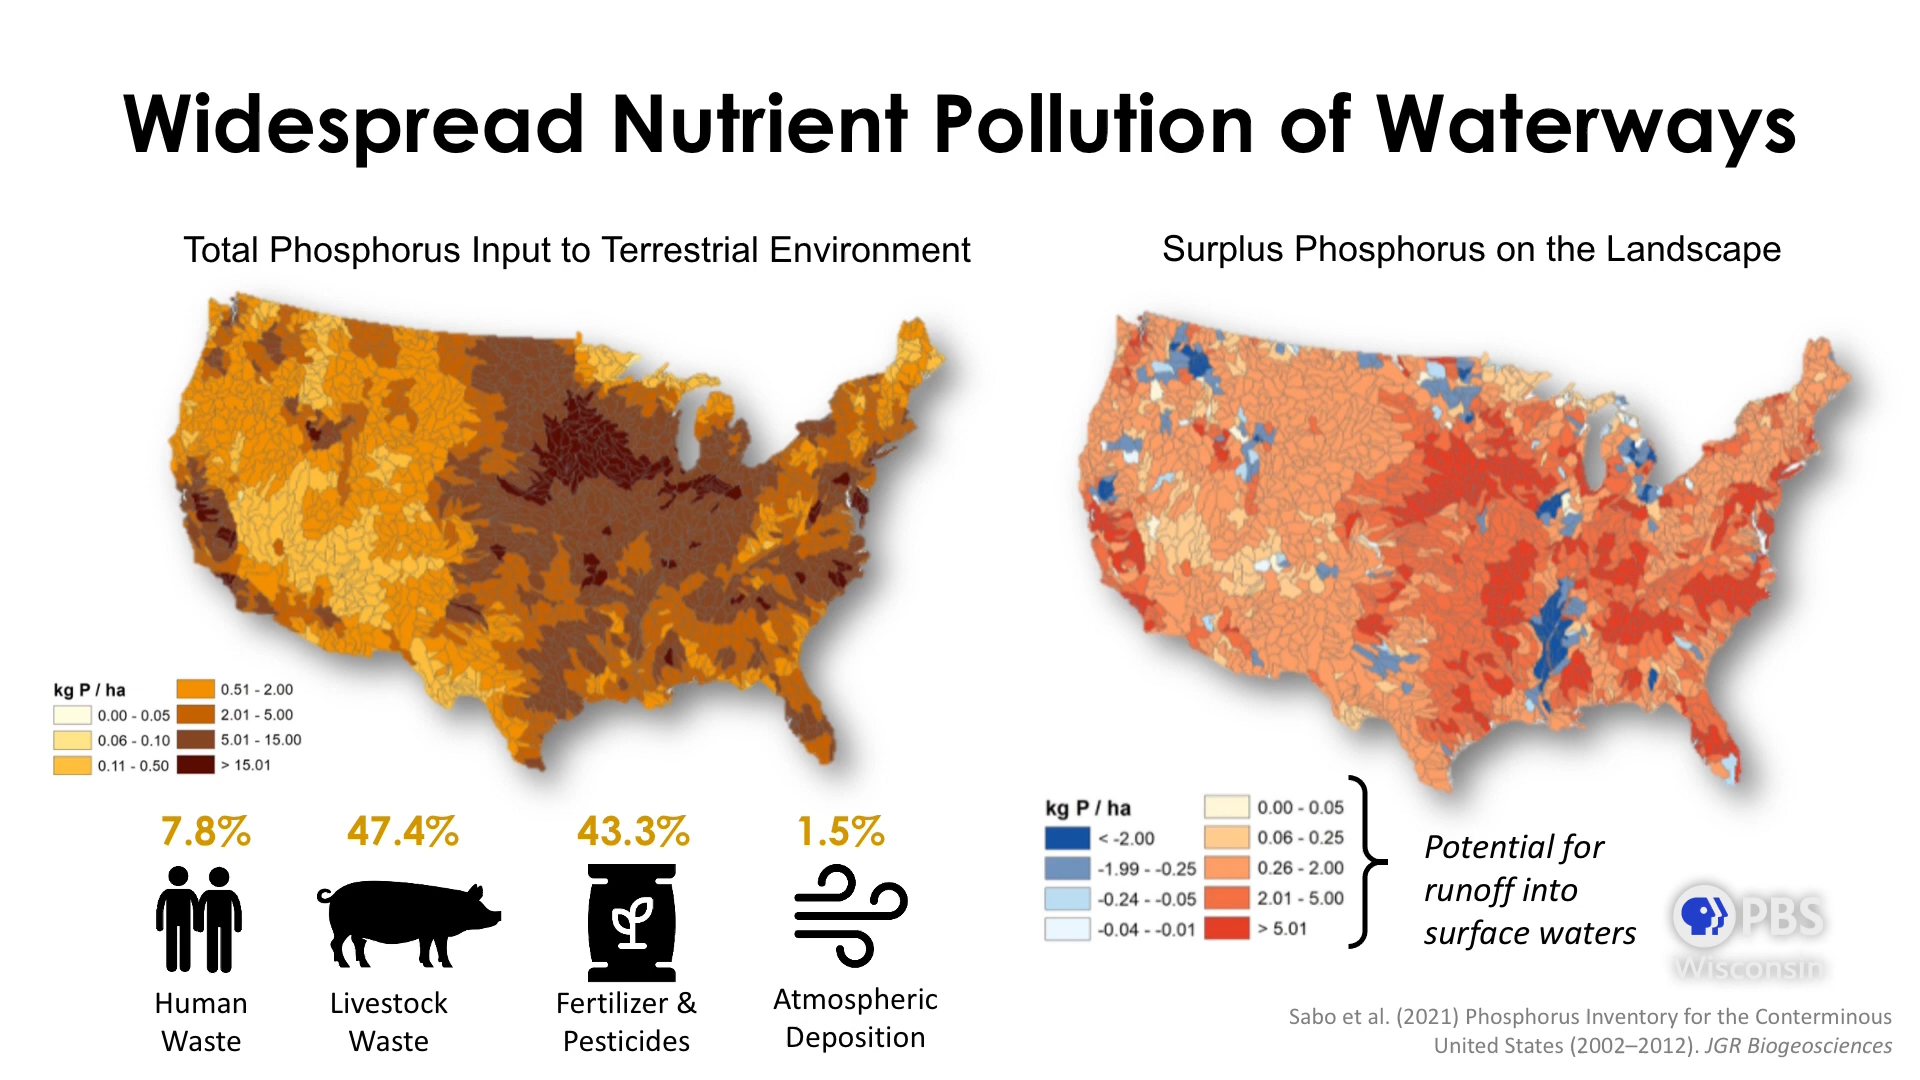 Widespread Nutrient Pollution of Waterways
Total Phosphorus Input to Terrestrial Environment
Surplus Phosphorus on the Landscape
kg P / ha
0.00 - 0.05
0.06 - 0.10
0.11 - 0.50
0.51 - 2.00
2.01 - 5.00
5.01 - 15.00
> 15.01
7.8%
47.4%
43.3%
1.5%
Human
Waste
Livestock
Waste
Fertilizer &
Pesticides
Atmospheric
Deposition
kg P / ha
< -2.00
-1.99 - -0.25
-0.24 - -0.05
-0.04 - -0.01
0.00 - 0.05
0.06 - 0.25
0.26 - 2.00
2.01 - 5.00
> 5.01
Potential for
runoff into
surface waters
PBS
Wisconsin
Sabo et al. (2021) Phosphorus Inventory for the Conterminous
United States (2002–2012). JGR Biogeosciences